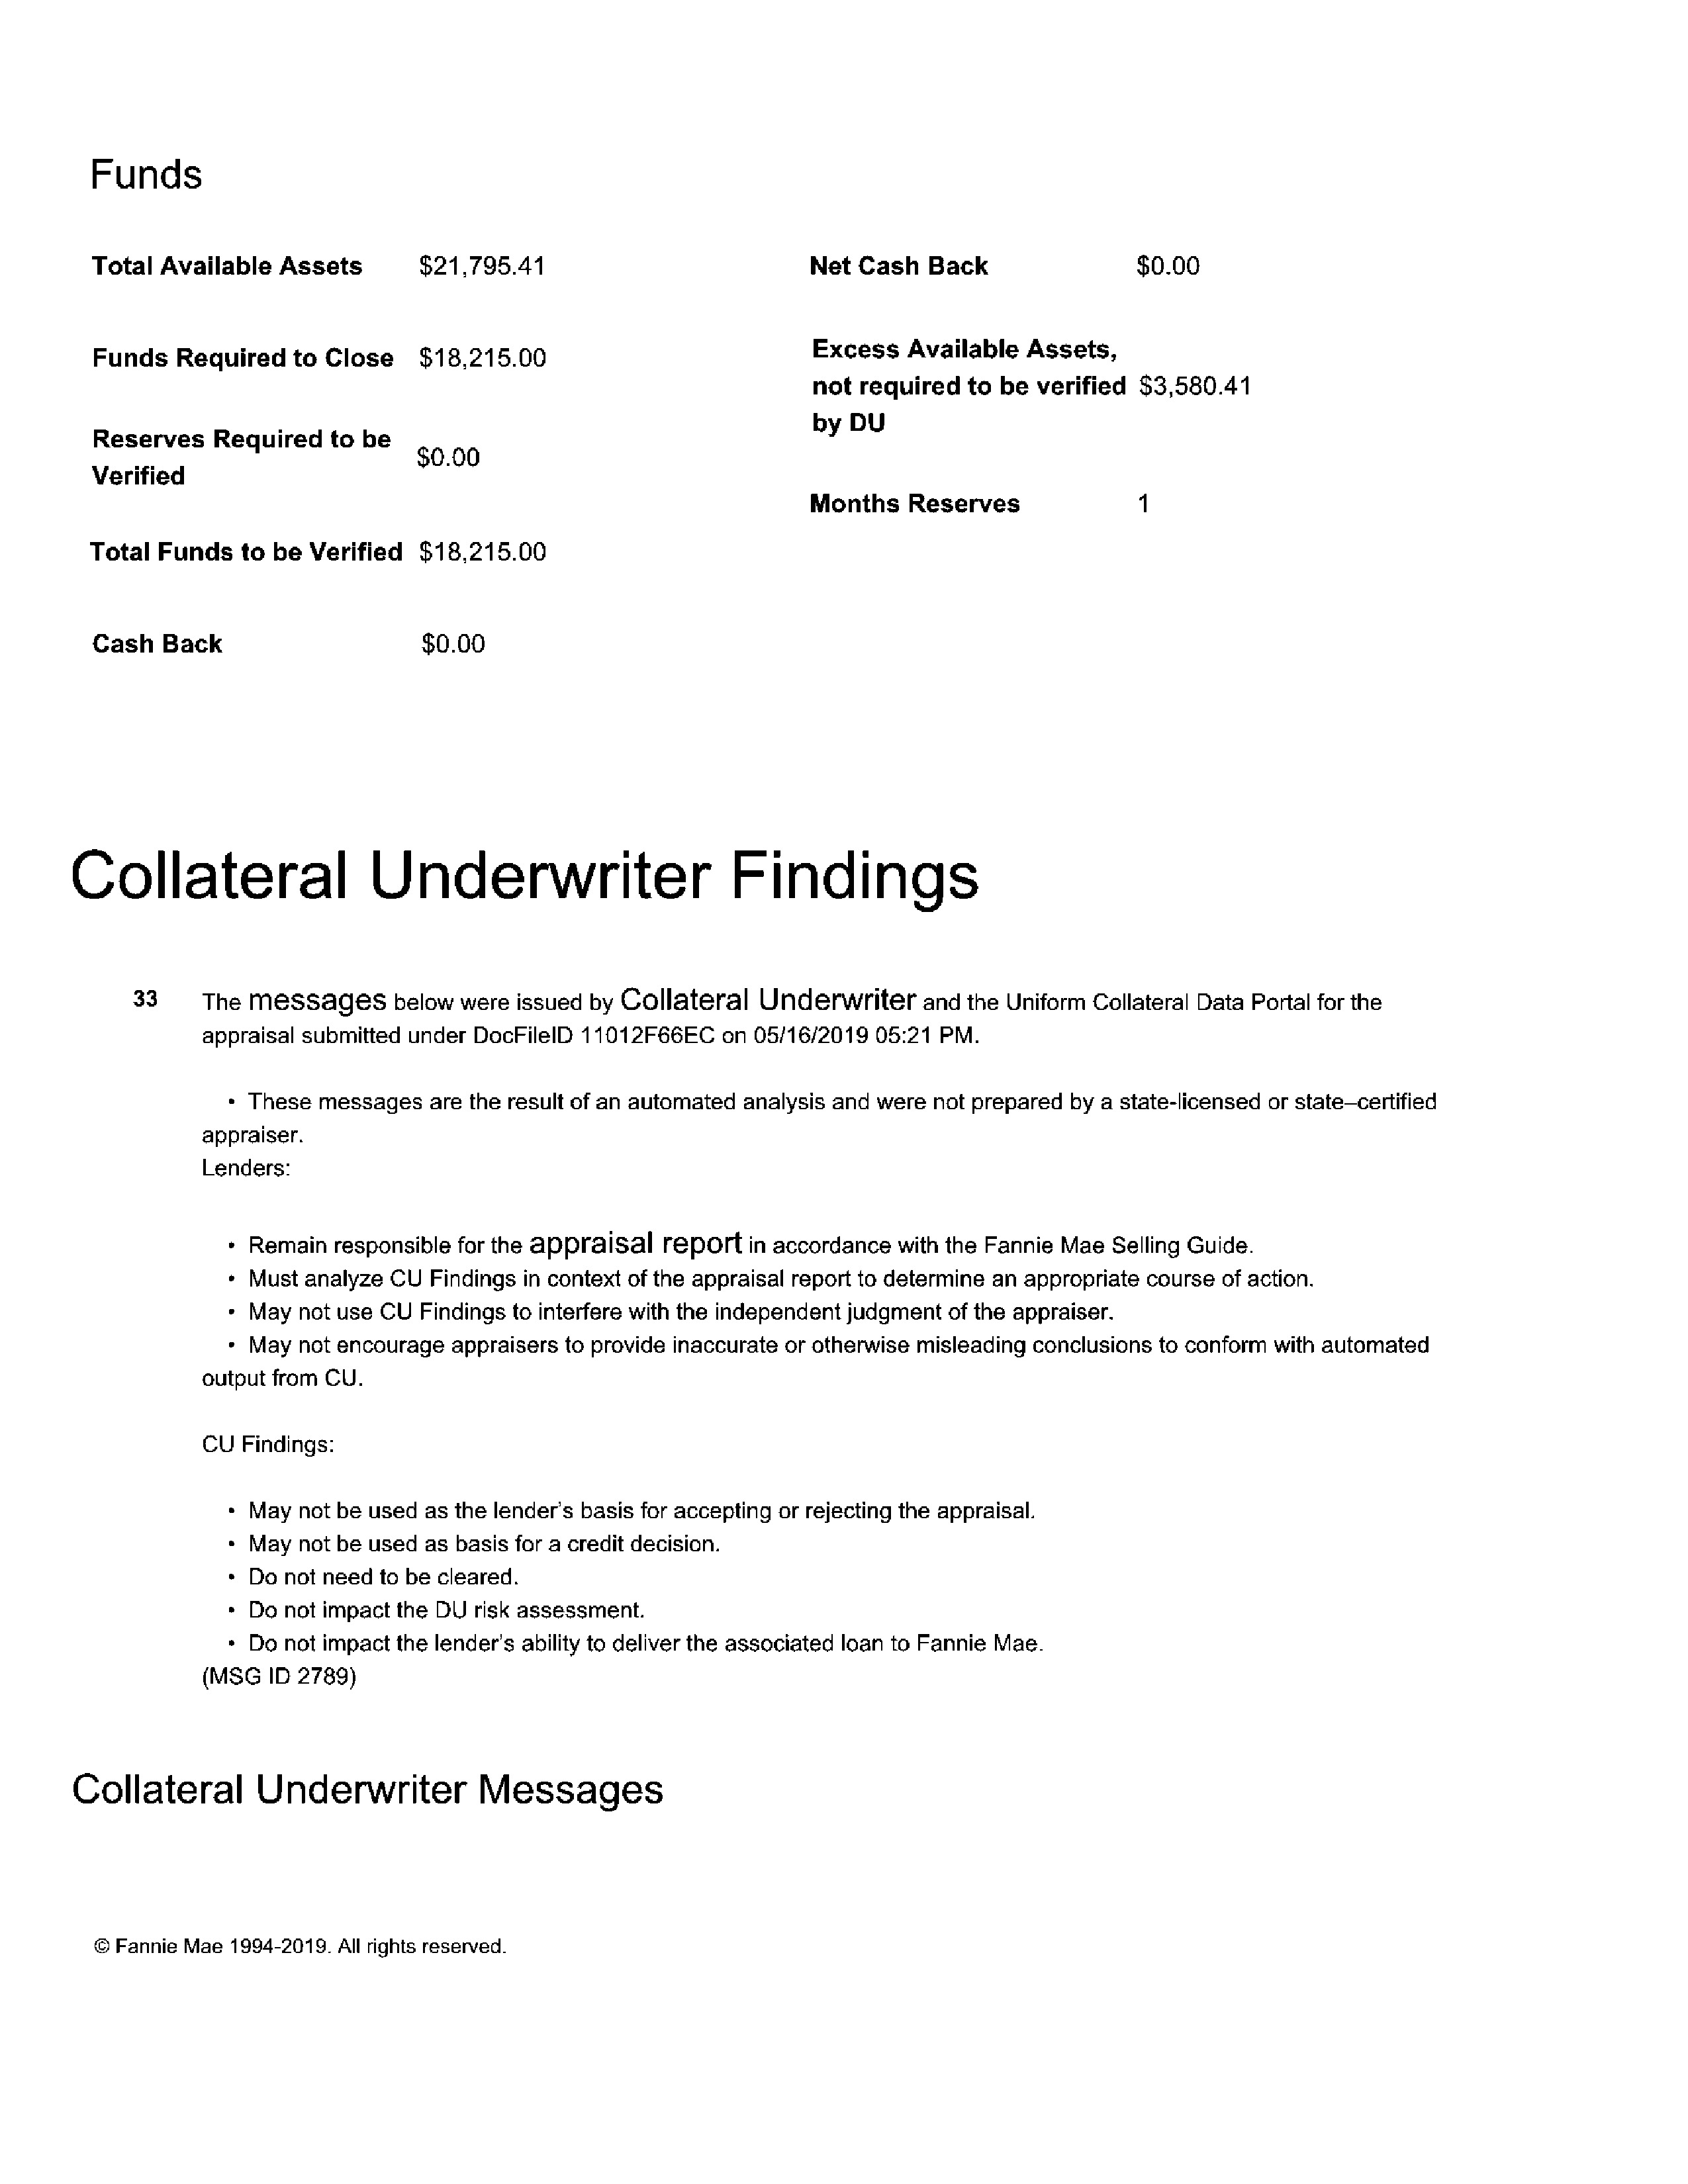 Funds
Total Available Assets $21,795.41
Funds Required to Close $18,215.00
Reserves Required to be
Verified
$0.00
Total Funds to be Verified $18,215.00
Cash Back $0.00
Net Cash Back $0.00
Excess Available Assets,
not required to be verified $3,580.41
by DU
Months Reserves 1
Collateral Underwriter Findings
33 The messages below were issued by Collateral Underwriter and the Uniform Collateral Data Portal for the
appraisal submitted under DocFileID 11012F66EC on 05/16/2019 05:21 PM.
• These messages are the result of an automated analysis and were not prepared by a state-licensed or state–certified
appraiser.
Lenders:
• Remain responsible for the appraisal report in accordance with the Fannie Mae Selling Guide.
• Must analyze CU Findings in context of the appraisal report to determine an appropriate course of action.
• May not use CU Findings to interfere with the independent judgment of the appraiser.
• May not encourage appraisers to provide inaccurate or otherwise misleading conclusions to conform with automated
output from CU.
CU Findings:
• May not be used as the lender's basis for accepting or rejecting the appraisal.
• May not be used as basis for a credit decision.
• Do not need to be cleared.
• Do not impact the DU risk assessment.
• Do not impact the lender's ability to deliver the associated loan to Fannie Mae.
(MSG ID 2789)
Collateral Underwriter Messages
© Fannie Mae 1994-2019. All rights reserved.